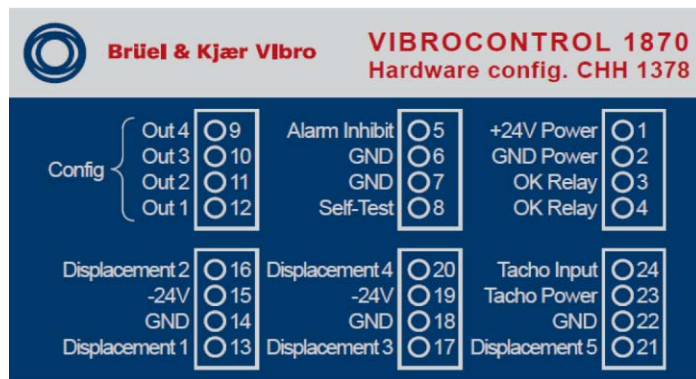 Brüel & Kjær Vibro
VIBROCONTROL 1870
Hardware config. CHH 1378
Config
Out 4 9
Out 3 10
Out 2 11
Out 1 12
Alarm Inhibit 5
GND 6
GND 7
Self-Test 8
+24V Power 1
GND Power 2
OK Relay 3
OK Relay 4
Displacement 2 16
-24V 15
GND 14
Displacement 1 13
Displacement 4 20
-24V 19
GND 18
Displacement 3 17
Tacho Input 24
Tacho Power 23
GND 22
Displacement 5 21